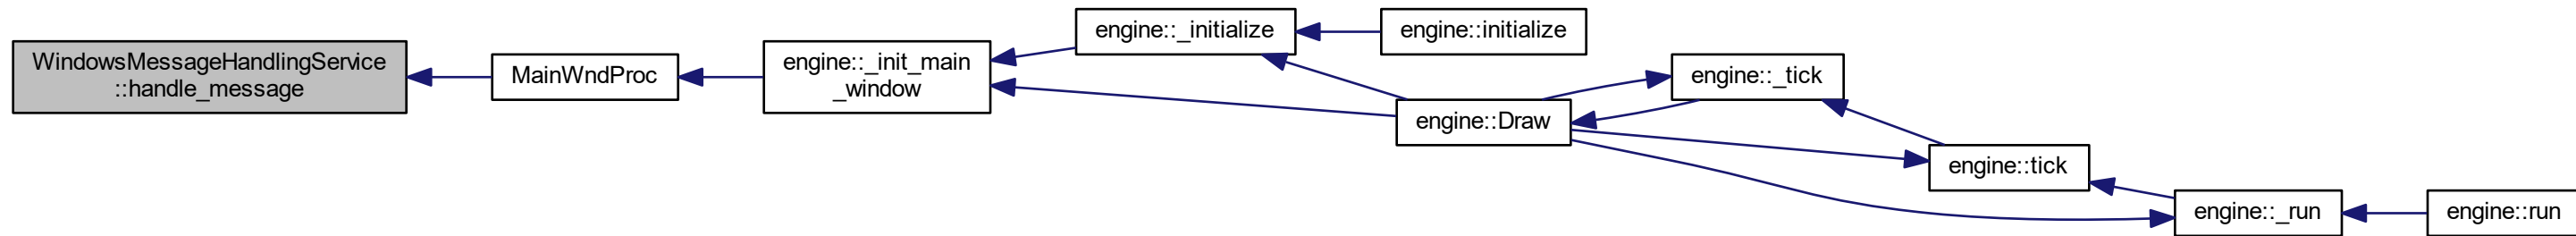 WindowsMessageHandlingService
::handle_message
MainWndProc
engine::_init_main
_window
engine::_initialize
engine::initialize
engine::Draw
engine::_tick
engine::tick
engine::_run
engine::run